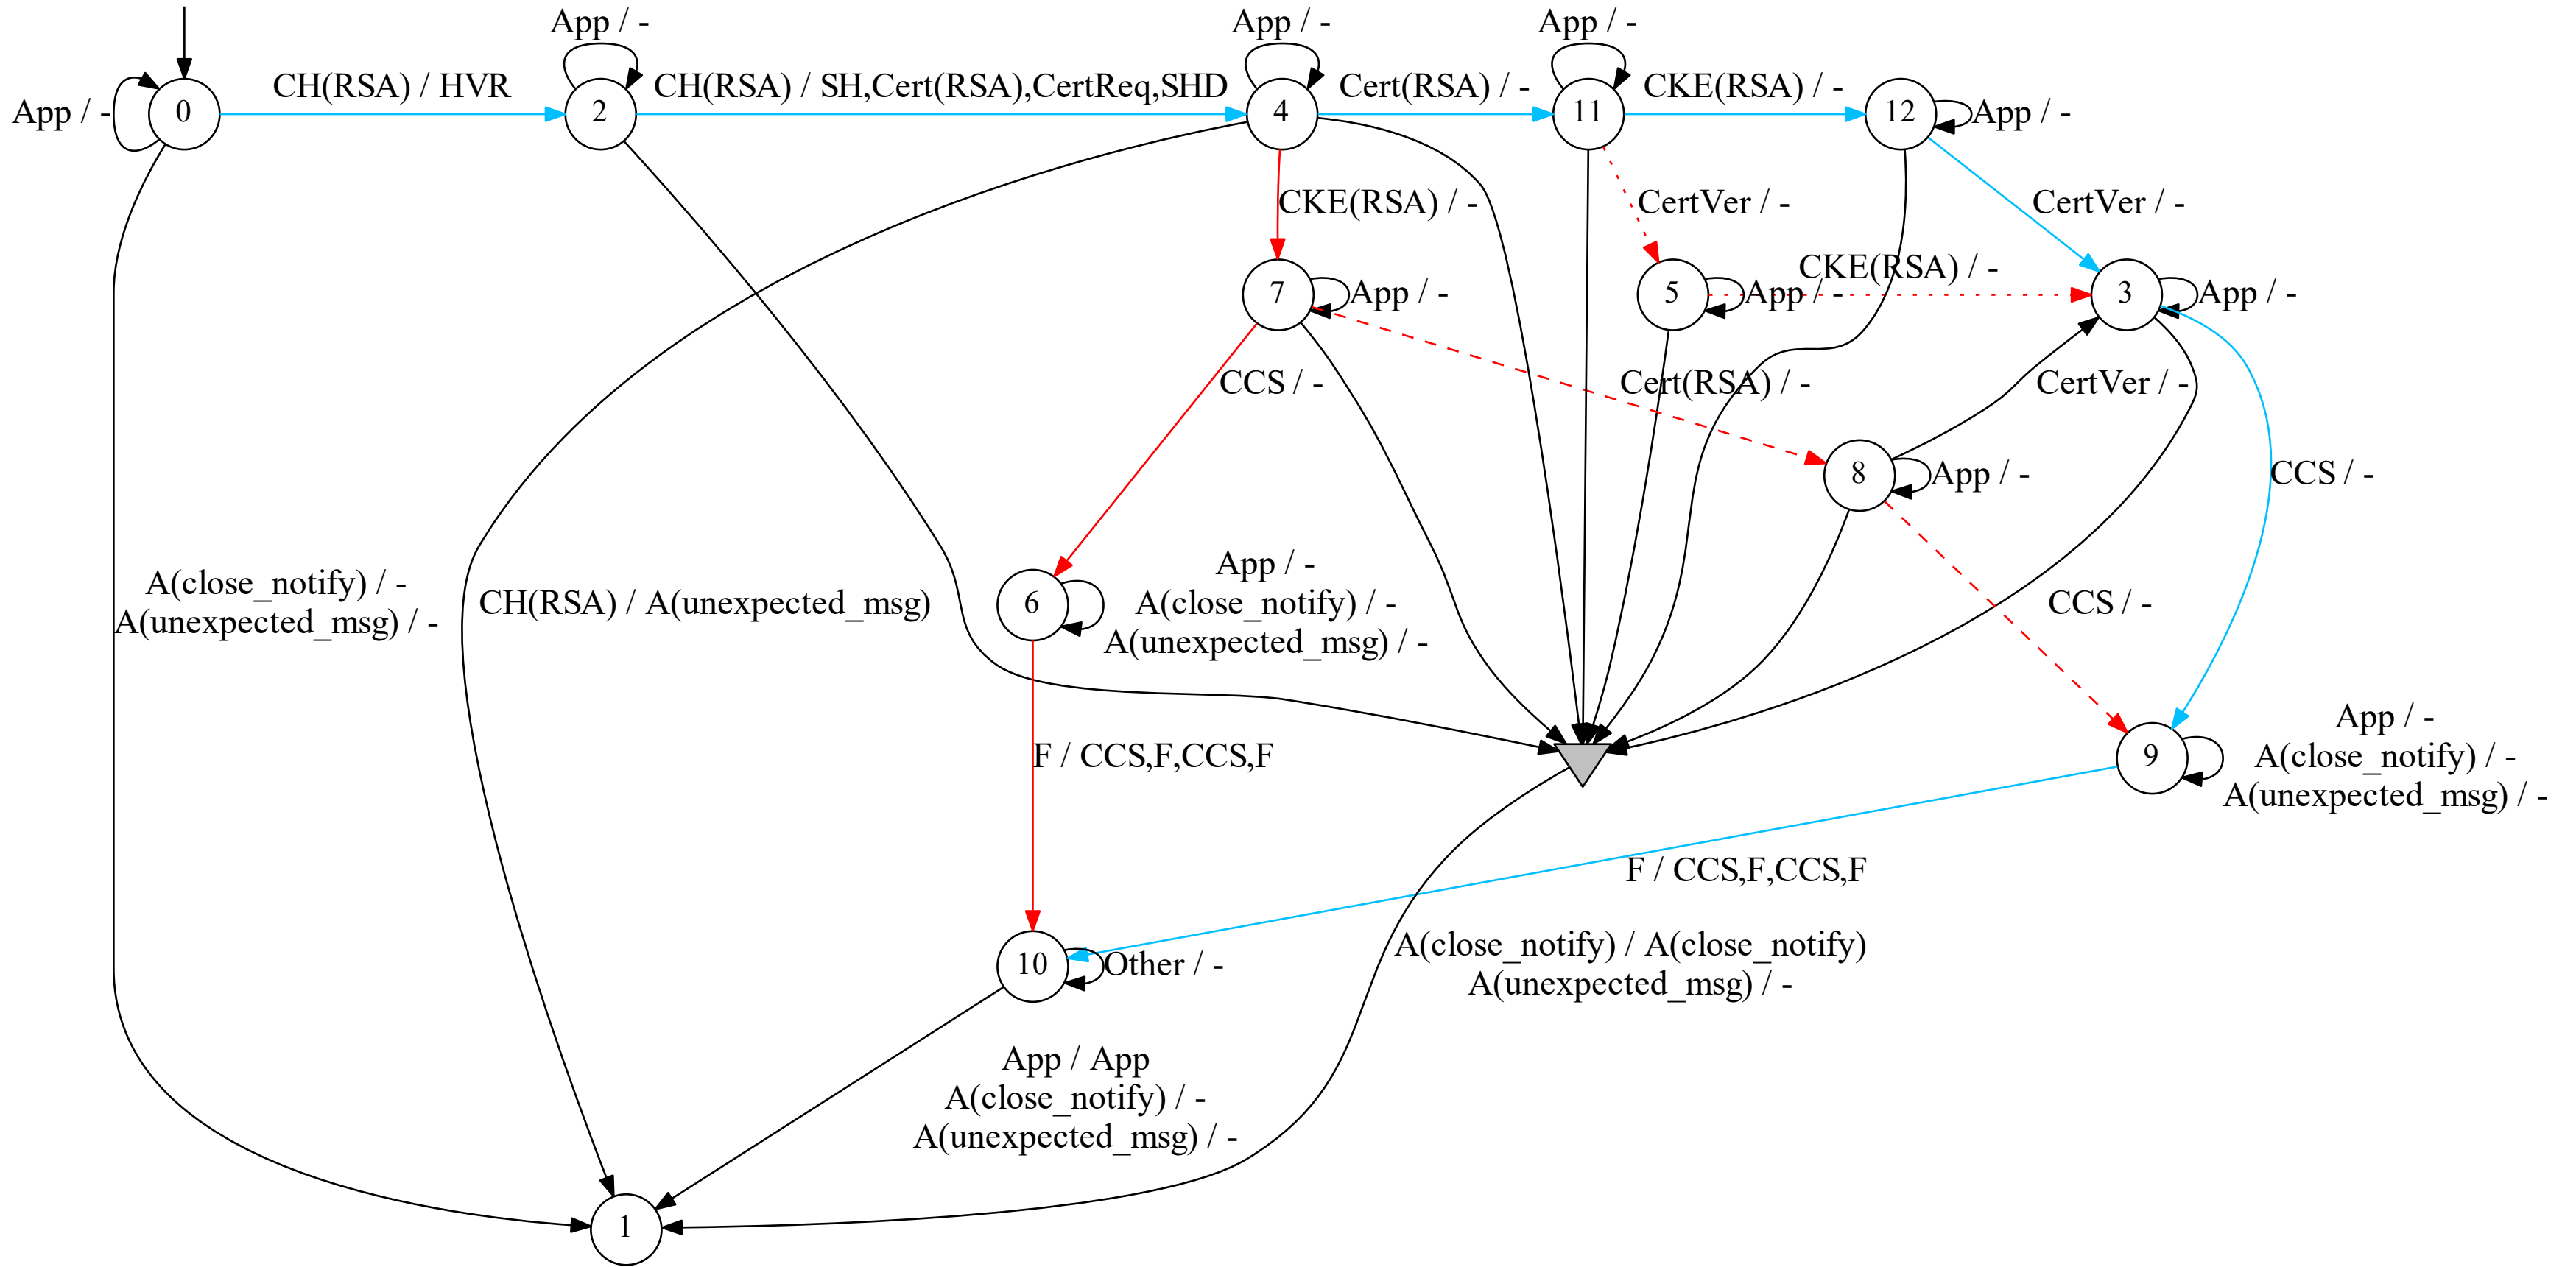 App / -
App / -
App / -
CH(RSA) / HVR
CH(RSA) / SH,Cert(RSA),CertReq,SHD
Cert(RSA) / -
CKE(RSA) / -
App / -
0
2
4
11
12
App / -
CKE(RSA) / -
CertVer / -
CertVer / -
CKE(RSA) / -
7
App / -
5
App / -
3
App / -
CCS / -
Cert(RSA) / -
CertVer / -
8
App / -
CCS / -
A(close_notify) / -
A(unexpected_msg) / -
CH(RSA) / A(unexpected_msg)
6
App / -
A(close_notify) / -
A(unexpected_msg) / -
CCS / -
F / CCS,F,CCS,F
9
App / -
A(close_notify) / -
A(unexpected_msg) / -
F / CCS,F,CCS,F
10
Other / -
A(close_notify) / A(close_notify)
A(unexpected_msg) / -
App / App
A(close_notify) / -
A(unexpected_msg) / -
1